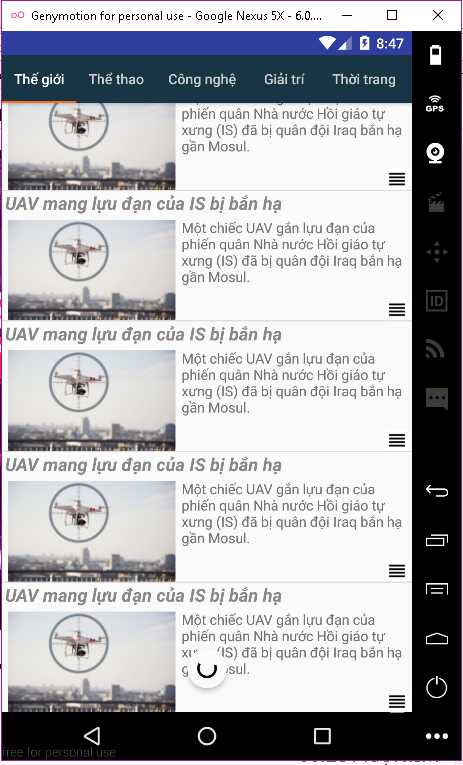 Genymotion for personal use - Google Nexus 5X - 6.0....
8:47
Thế giới Thể thao Công nghệ Giải trí Thời trang
GPS
phiến quân Nhà nước Hồi giáo tự
xưng (IS) đã bị quân đội Iraq bắn hạ
gần Mosul.
UAV mang lựu đạn của IS bị bắn hạ
Một chiếc UAV gắn lựu đạn của
phiến quân Nhà nước Hồi giáo tự
xưng (IS) đã bị quân đội Iraq bắn hạ
gần Mosul.
UAV mang lựu đạn của IS bị bắn hạ
Một chiếc UAV gắn lựu đạn của
phiến quân Nhà nước Hồi giáo tự
xưng (IS) đã bị quân đội Iraq bắn hạ
gần Mosul.
UAV mang lựu đạn của IS bị bắn hạ
Một chiếc UAV gắn lựu đạn của
phiến quân Nhà nước Hồi giáo tự
xưng (IS) đã bị quân đội Iraq bắn hạ
gần Mosul.
UAV mang lựu đạn của IS bị bắn hạ
Một chiếc UAV gắn lựu đạn của
phiến quân Nhà nước Hồi giáo tự
(IS) đã bị quân đội Iraq bắn hạ
Mosul.
ID
free for personal use